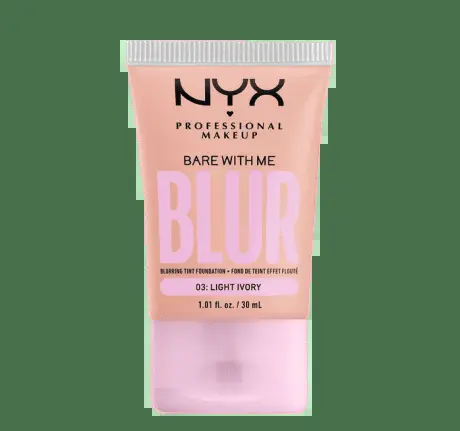 NYX
PROFESSIONAL
MAKEUP
BARE WITH ME
BLUR
BLURRING TINT FOUNDATION • FOND DE TEINT EFFET FLOUTÉ
03: LIGHT IVORY
1.01 fl. oz. / 30 mL